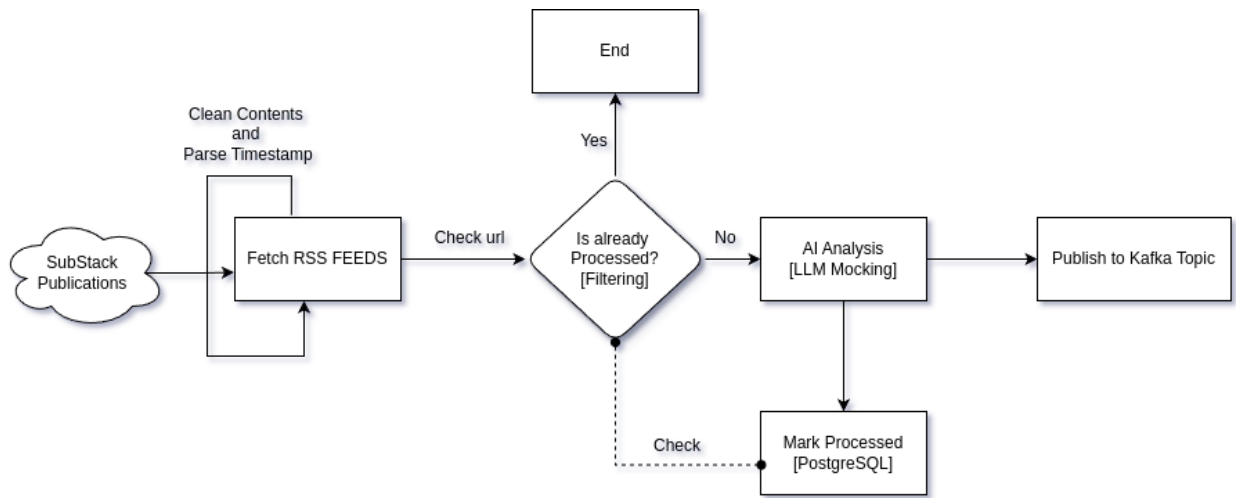 End
Yes
Clean Contents
and
Parse Timestamp
SubStack
Publications
Fetch RSS FEEDS
Check url
Is already
Processed?
[Filtering]
No
AI Analysis
[LLM Mocking]
Publish to Kafka Topic
Check
Mark Processed
[PostgreSQL]